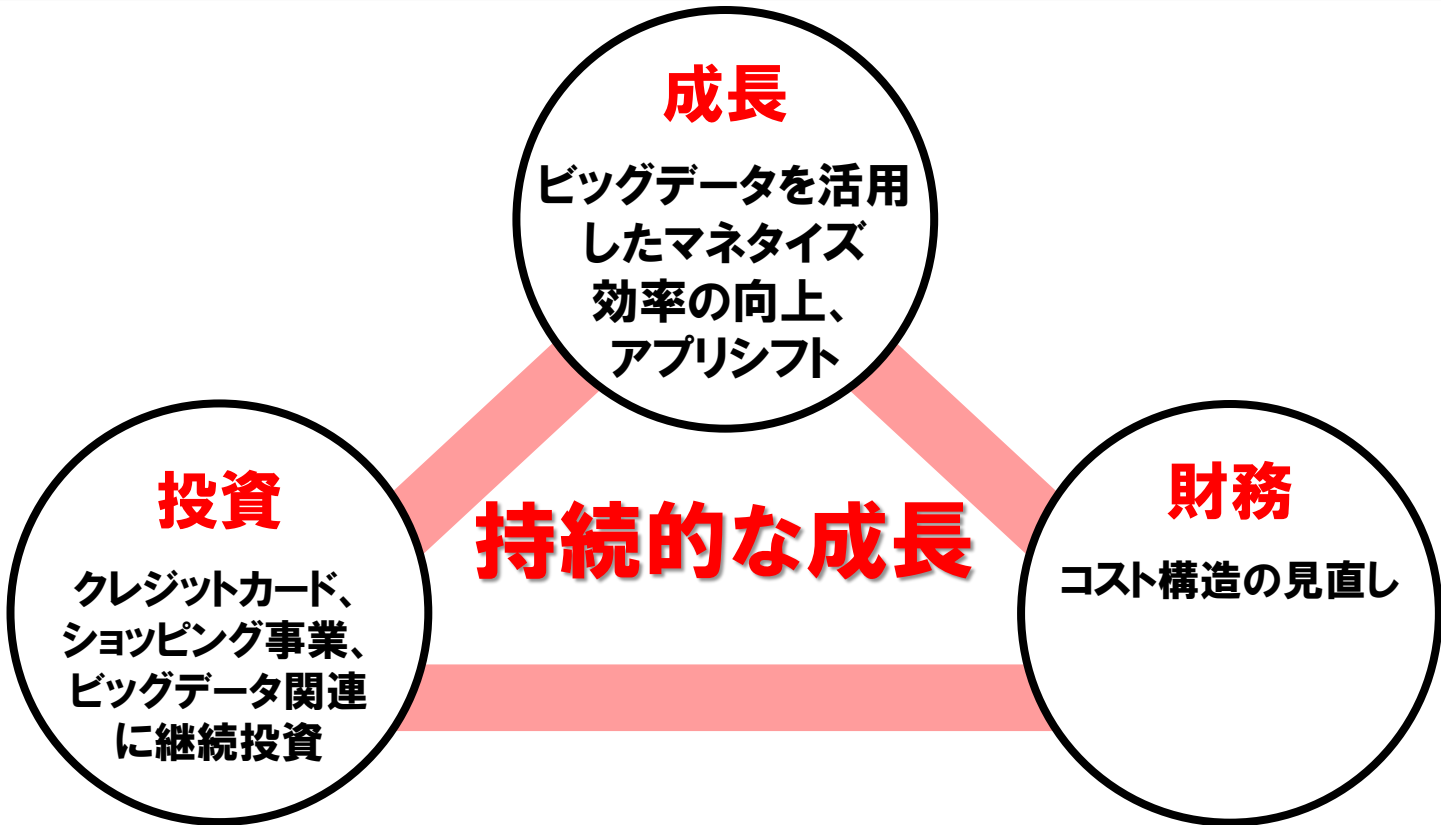 成長
ビッグデータを活用
したマネタイズ
効率の向上、
アプリシフト
持続的な成長
投資
クレジットカード、
ショッピング事業、
ビッグデータ関連
に継続投資
財務
コスト構造の見直し